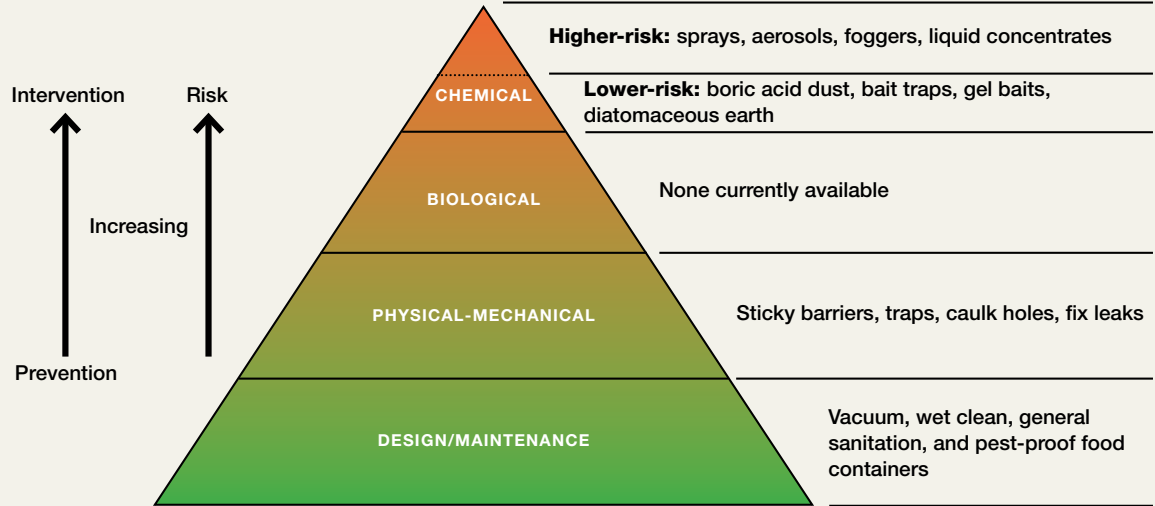 Higher-risk: sprays, aerosols, foggers, liquid concentrates
Intervention
Risk
CHEMICAL
Lower-risk: boric acid dust, bait traps, gel baits,
diatomaceous earth
BIOLOGICAL
None currently available
Increasing
PHYSICAL-MECHANICAL
Sticky barriers, traps, caulk holes, fix leaks
Prevention
DESIGN/MAINTENANCE
Vacuum, wet clean, general
sanitation, and pest-proof food
containers